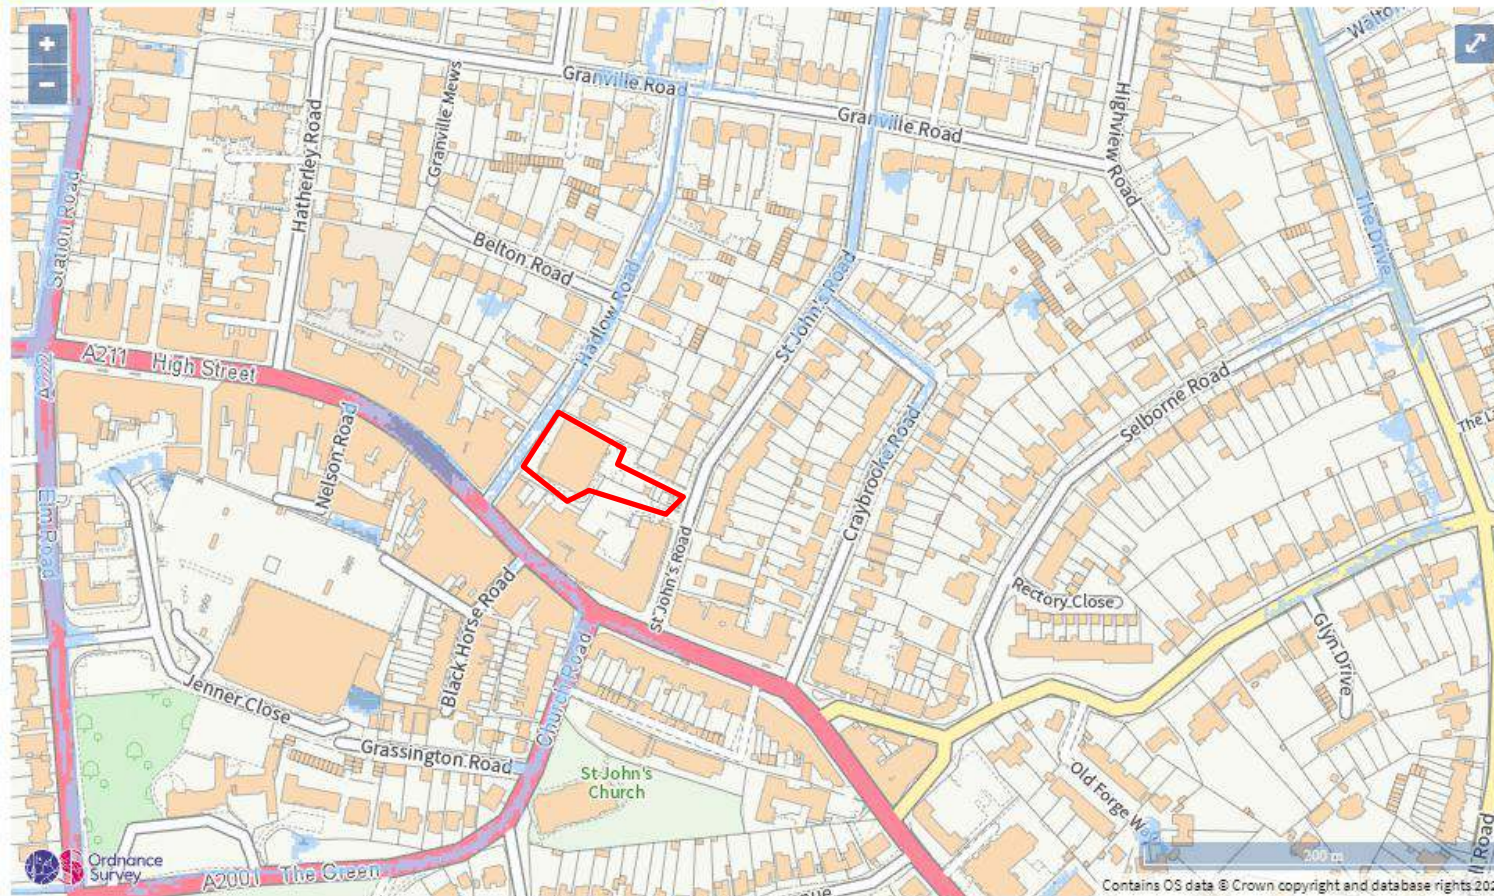 +
−
Walton
Granville Road
Granville Road
Granville Mews
Highview Road
Hatherley Road
Station Road
The Drive
Belton Road
Hadlow Road
St John's Road
A211 High Street
A222
Selborne Road
Craybrooke Road
Nelson Road
Elm Road
St John's Road
Black Horse Road
Rectory Close
Glyn Drive
Church Road
Jenner Close
Grassington Road
St John's
Church
Old Forge Way
Ordnance
Survey
A2001 The Green
200 m
Contains OS data © Crown copyright and database rights 202